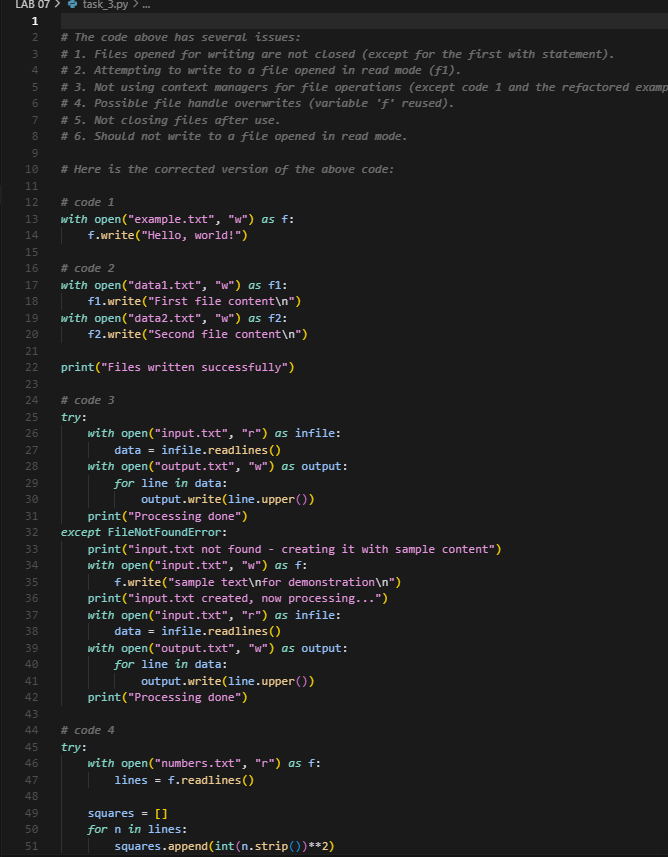 LAB 07 > task_3.py > ...
1
2 # The code above has several issues:
3 # 1. Files opened for writing are not closed (except for the first with statement).
4 # 2. Attempting to write to a file opened in read mode (f1).
5 # 3. Not using context managers for file operations (except code 1 and the refactored examp
6 # 4. Possible file handle overwrites (variable 'f' reused).
7 # 5. Not closing files after use.
8 # 6. Should not write to a file opened in read mode.
9
10 # Here is the corrected version of the above code:
11
12 # code 1
13 with open("example.txt", "w") as f:
14     f.write("Hello, world!")
15
16 # code 2
17 with open("data1.txt", "w") as f1:
18     f1.write("First file content\n")
19 with open("data2.txt", "w") as f2:
20     f2.write("Second file content\n")
21
22 print("Files written successfully")
23
24 # code 3
25 try:
26     with open("input.txt", "r") as infile:
27         data = infile.readlines()
28     with open("output.txt", "w") as output:
29         for line in data:
30             output.write(line.upper())
31     print("Processing done")
32 except FileNotFoundError:
33     print("input.txt not found - creating it with sample content")
34     with open("input.txt", "w") as f:
35         f.write("sample text\nfor demonstration\n")
36     print("input.txt created, now processing...")
37     with open("input.txt", "r") as infile:
38         data = infile.readlines()
39     with open("output.txt", "w") as output:
40         for line in data:
41             output.write(line.upper())
42     print("Processing done")
43
44 # code 4
45 try:
46     with open("numbers.txt", "r") as f:
47         lines = f.readlines()
48
49     squares = []
50     for n in lines:
51         squares.append(int(n.strip())**2)